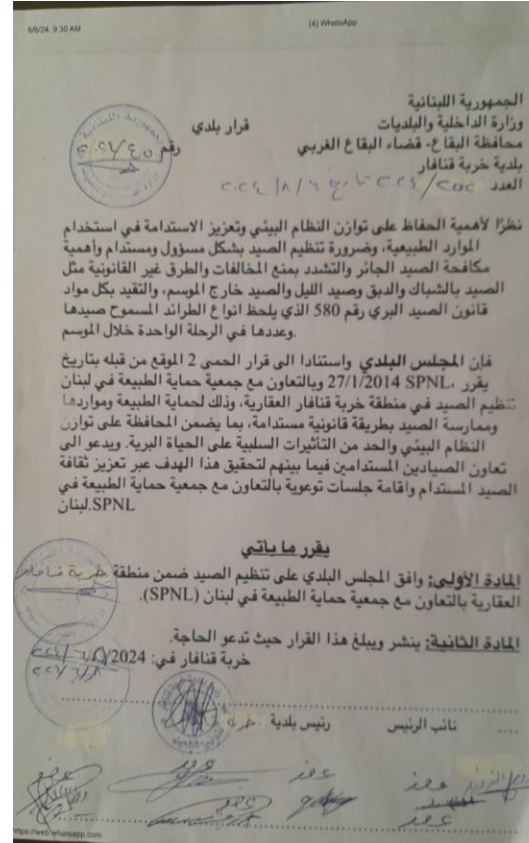 6/6/24, 9:30 AM
(4) WhatsApp
الجمهورية اللبنانية
وزارة الداخلية والبلديات
قرار بلدي
محافظة البقاع- قضاء البقاع الغربي
رقم
بلدية خربة قنافار
العدد
نظرًا لأهمية الحفاظ على توازن النظام البيئي وتعزيز الاستدامة في استخدام
الموارد الطبيعية، وضرورة تنظيم الصيد بشكل مسؤول ومستدام وأهمية
مكافحة الصيد الجائر والتشدد بمنع المخالفات والطرق غير القانونية مثل
الصيد بالشباك والدبق وصيد الليل والصيد خارج الموسم، والتقيد بكل مواد
قانون الصيد البري رقم 580 الذي يلحظ انواع الطرائد المسموح صيدها
وعددها في الرحلة الواحدة خلال الموسم.
فإن المجلس البلدي واستنادا الى قرار الحمى 2 الموقع من قبله بتاريخ
27/1/2014 وبالتعاون مع جمعية حماية الطبيعة في لبنان SPNL، يقرر
تنظيم الصيد في منطقة خربة قنافار العقارية، وذلك لحماية الطبيعة ومواردها
وممارسة الصيد بطريقة قانونية مستدامة، بما يضمن المحافظة على توازن
النظام البيئي والحد من التأثيرات السلبية على الحياة البرية. ويدعو الى
تعاون الصيادين المستدامين فيما بينهم لتحقيق هذا الهدف عبر تعزيز ثقافة
الصيد المستدام واقامة جلسات توعوية بالتعاون مع جمعية حماية الطبيعة في
لبنان SPNL.
يقرر ما يأتي
المادة الأولى: وافق المجلس البلدي على تنظيم الصيد ضمن منطقة خربة قنافار
العقارية بالتعاون مع جمعية حماية الطبيعة في لبنان (SPNL).
المادة الثانية: ينشر ويبلغ هذا القرار حيث تدعو الحاجة.
خربة قنافار في: /2024
نائب الرئيس
رئيس بلدية
عضو عضو عضو عضو
عضو عضو
https://web.whatsapp.com